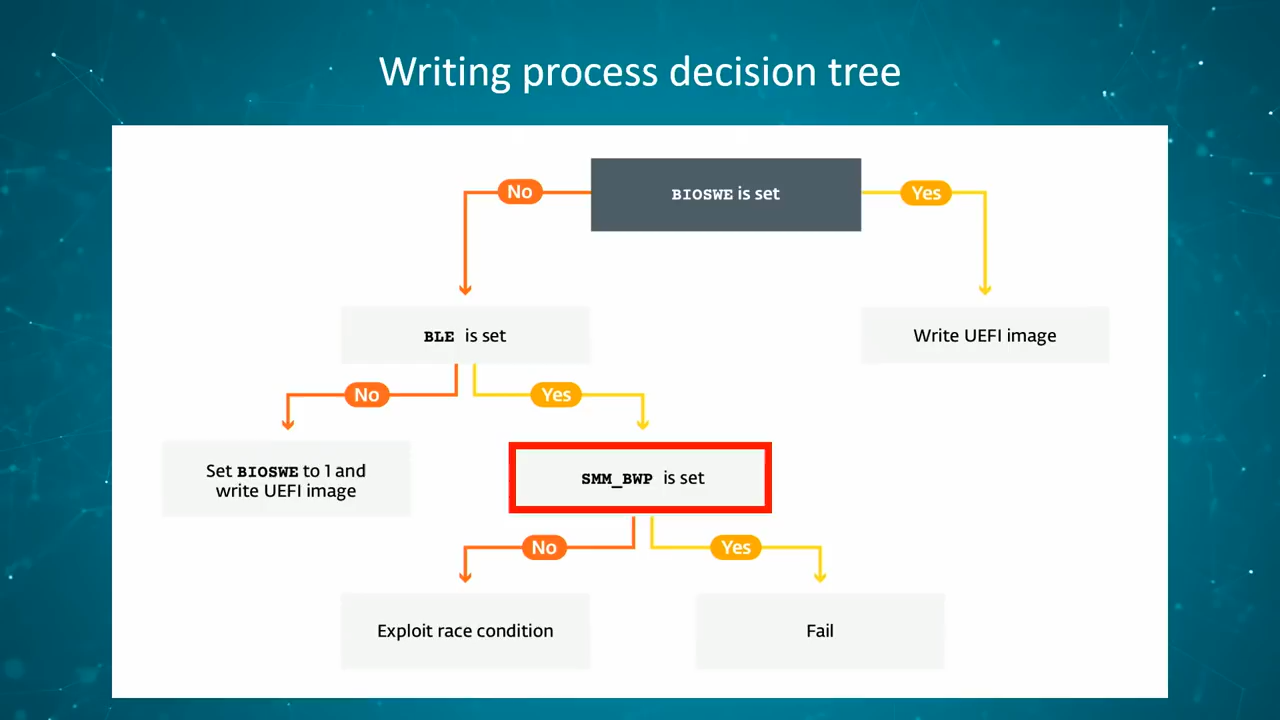 Writing process decision tree
No
BIOSWE is set
Yes
BLE is set
Write UEFI image
No
Yes
Set BIOSWE to 1 and
write UEFI image
SMM_BWP is set
No
Yes
Exploit race condition
Fail